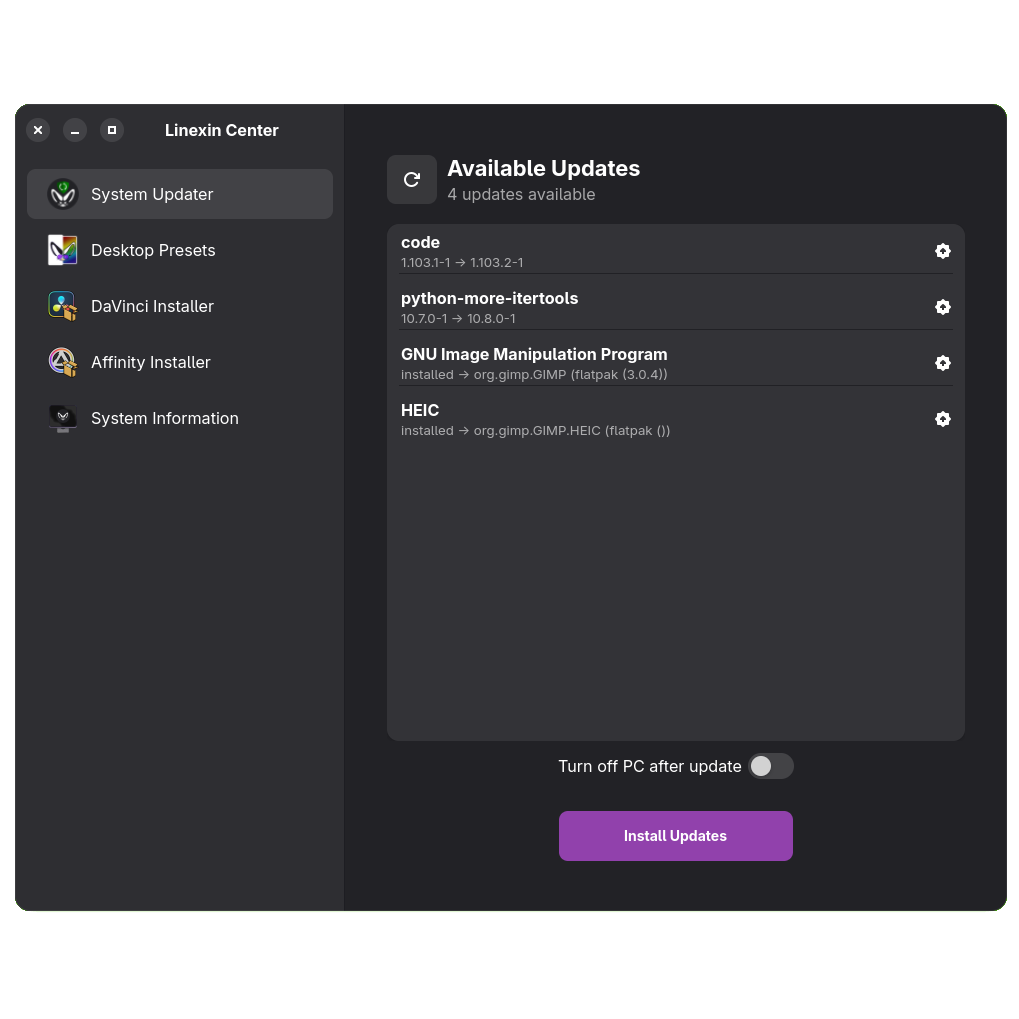 Linexin Center
System Updater
Desktop Presets
DaVinci Installer
Affinity Installer
System Information
Available Updates
4 updates available
code
1.103.1-1 → 1.103.2-1
python-more-itertools
10.7.0-1 → 10.8.0-1
GNU Image Manipulation Program
installed → org.gimp.GIMP (flatpak (3.0.4))
HEIC
installed → org.gimp.GIMP.HEIC (flatpak ())
Turn off PC after update
Install Updates